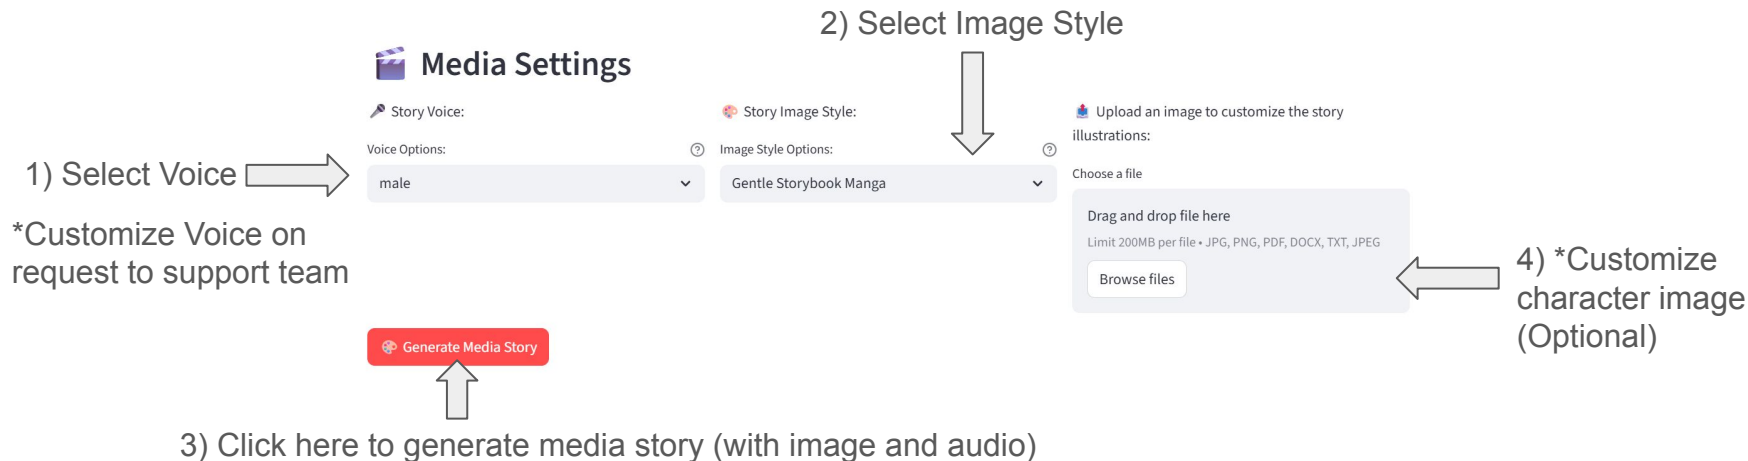 2) Select Image Style
Media Settings
Story Voice:
Story Image Style:
Upload an image to customize the story
illustrations:
Voice Options:
Image Style Options:
Choose a file
1) Select Voice
male
Gentle Storybook Manga
*Customize Voice on
request to support team
Drag and drop file here
Limit 200MB per file • JPG, PNG, PDF, DOCX, TXT, JPEG
Browse files
4) *Customize
character image
(Optional)
Generate Media Story
3) Click here to generate media story (with image and audio)